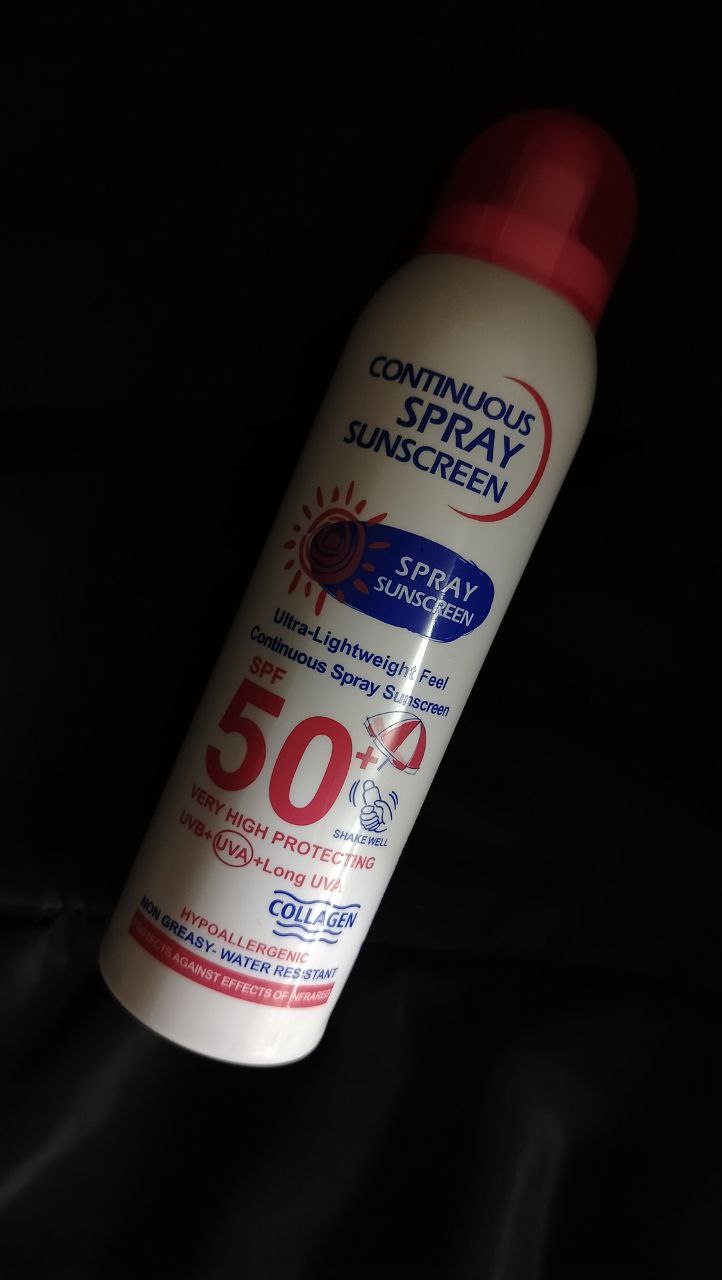 CONTINUOUS
SPRAY
SUNSCREEN
SPRAY
SUNSCREEN
Ultra-Lightweight Feel
Continuous Spray Sunscreen
SPF
50+
SHAKE WELL
VERY HIGH PROTECTING
UVB+ UVA +Long UVA
COLLAGEN
HYPOALLERGENIC
NON GREASY- WATER RESISTANT
PROTECTS AGAINST EFFECTS OF INFRARED